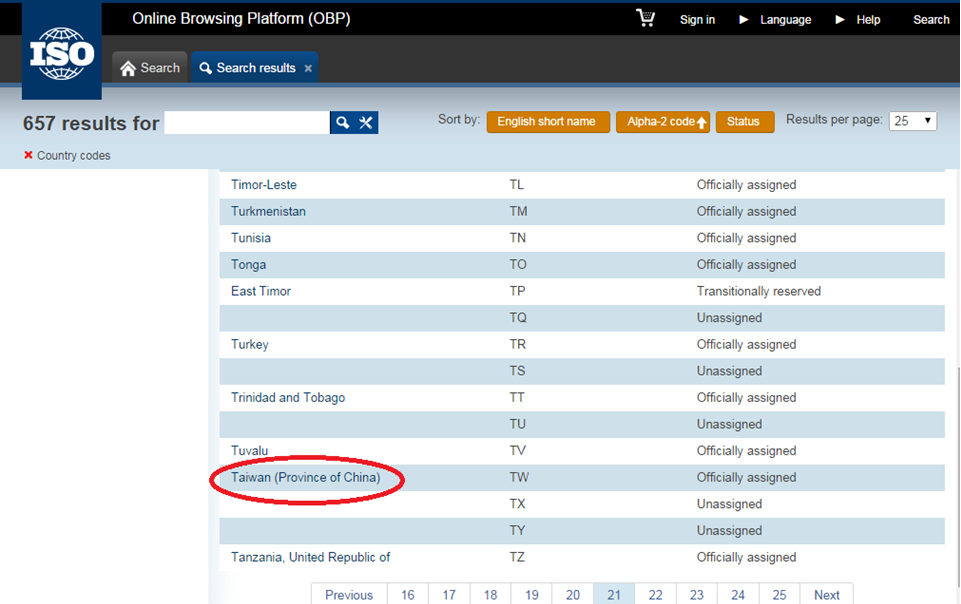 Online Browsing Platform (OBP) Sign in ▶ Language ▶ Help Search
ISO
Search Search results ×
657 results for Sort by: English short name Alpha-2 code Status Results per page: 25
Country codes
Timor-Leste TL Officially assigned
Turkmenistan TM Officially assigned
Tunisia TN Officially assigned
Tonga TO Officially assigned
East Timor TP Transitionally reserved
TQ Unassigned
Turkey TR Officially assigned
TS Unassigned
Trinidad and Tobago TT Officially assigned
TU Unassigned
Tuvalu TV Officially assigned
Taiwan (Province of China) TW Officially assigned
TX Unassigned
TY Unassigned
Tanzania, United Republic of TZ Officially assigned
Previous 16 17 18 19 20 21 22 23 24 25 Next